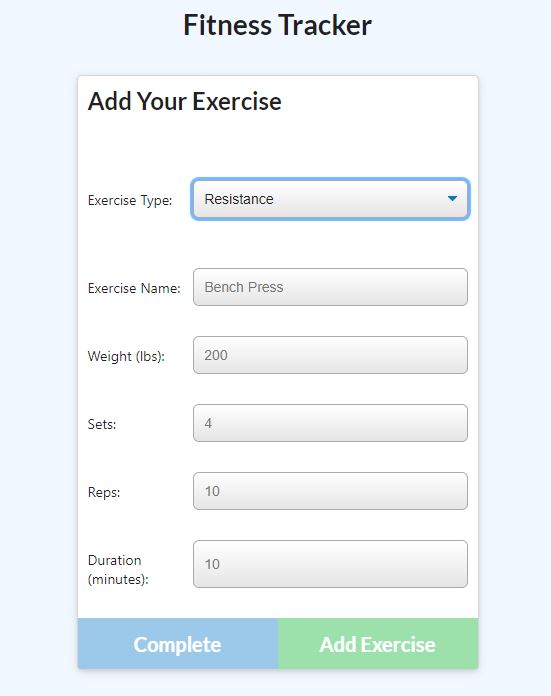 Fitness Tracker
Add Your Exercise
Exercise Type: Resistance
Exercise Name: Bench Press
Weight (lbs): 200
Sets: 4
Reps: 10
Duration
(minutes): 10
Complete Add Exercise